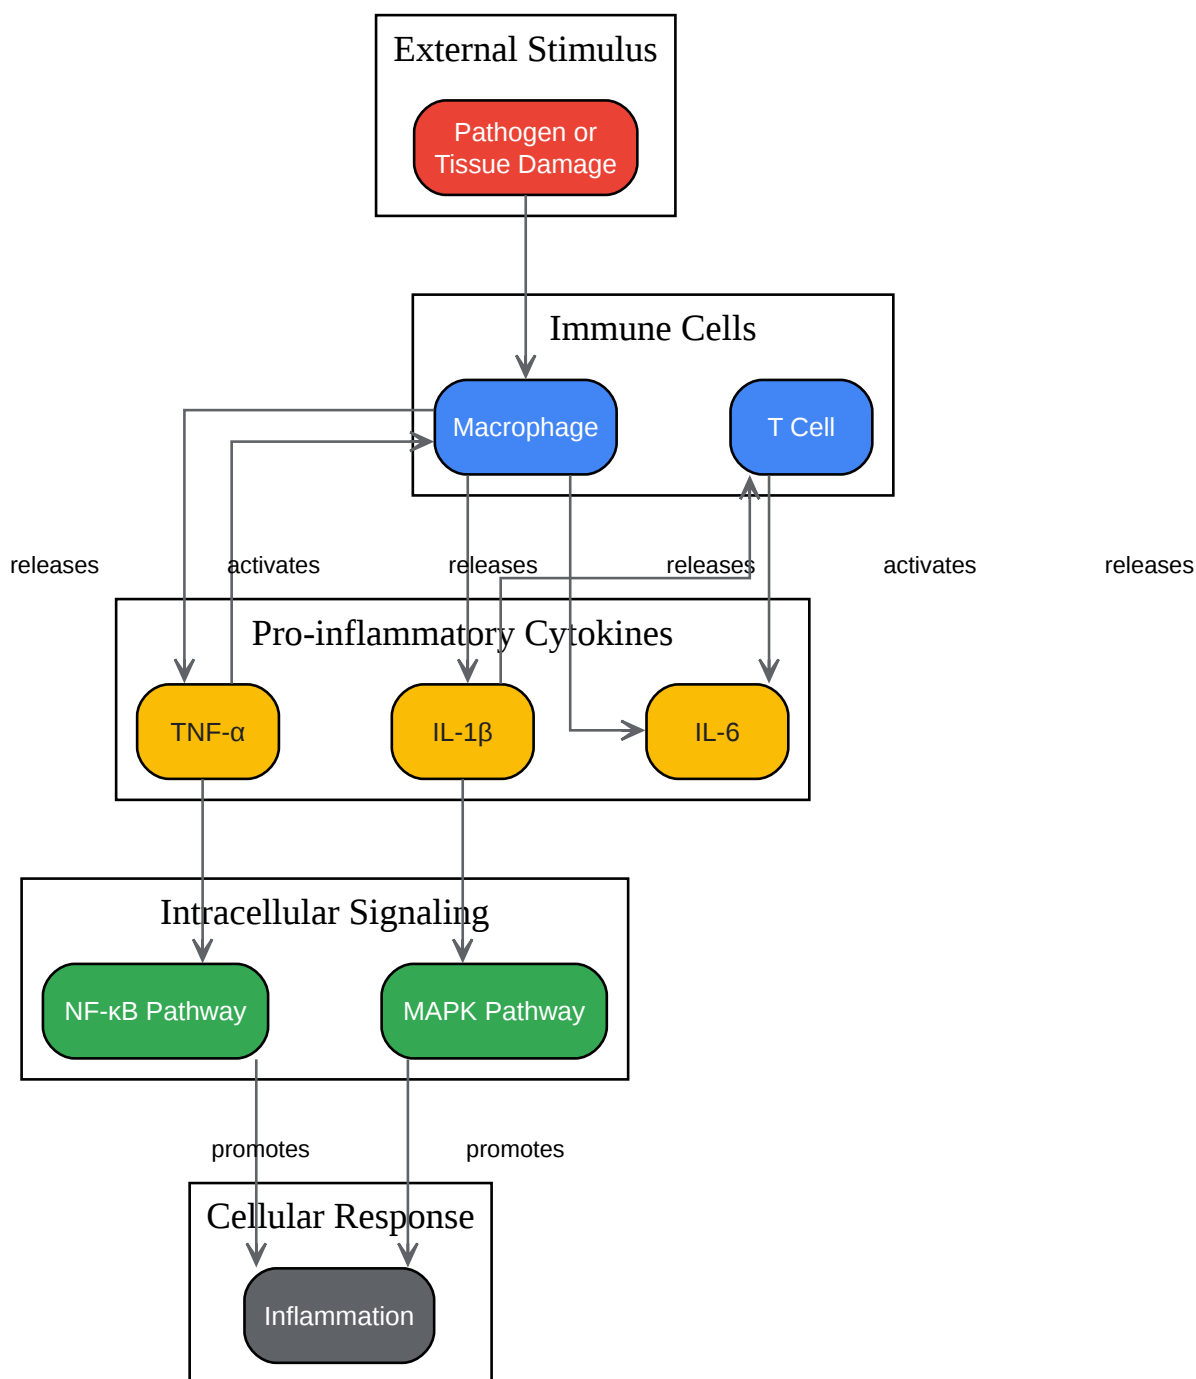 External Stimulus
Pathogen or
Tissue Damage
Immune Cells
Macrophage
T Cell
releases
activates
releases
releases
activates
releases
Pro-inflammatory Cytokines
TNF-α
IL-1β
IL-6
Intracellular Signaling
NF-κB Pathway
MAPK Pathway
promotes
promotes
Cellular Response
Inflammation